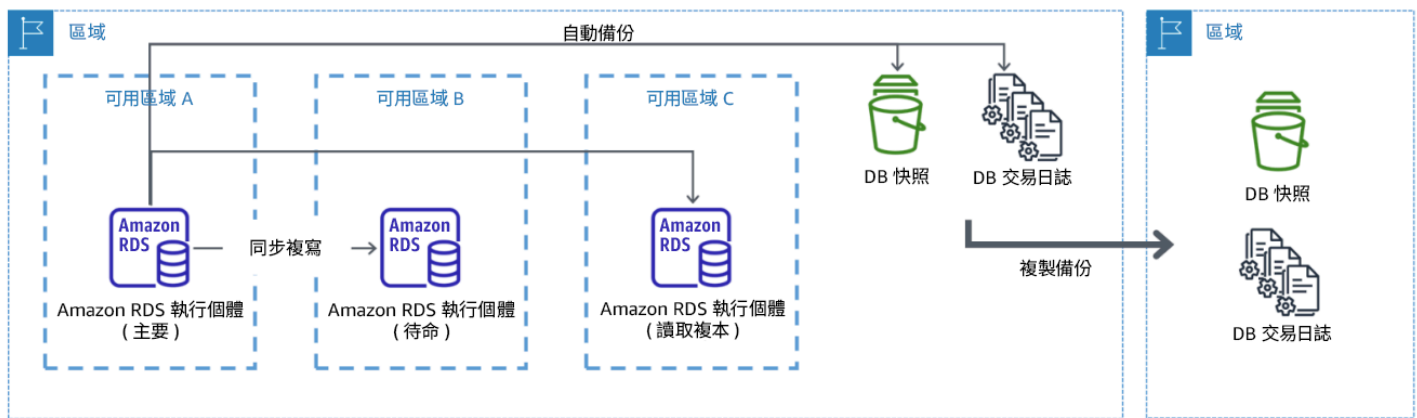 區域
自動備份
區域
可用區域 A
可用區域 B
可用區域 C
DB 快照
DB 交易日誌
DB 快照
Amazon
RDS
同步複寫
Amazon
RDS
Amazon
RDS
複製備份
Amazon RDS 執行個體
( 主要 )
Amazon RDS 執行個體
( 待命 )
Amazon RDS 執行個體
( 讀取複本 )
DB 交易日誌